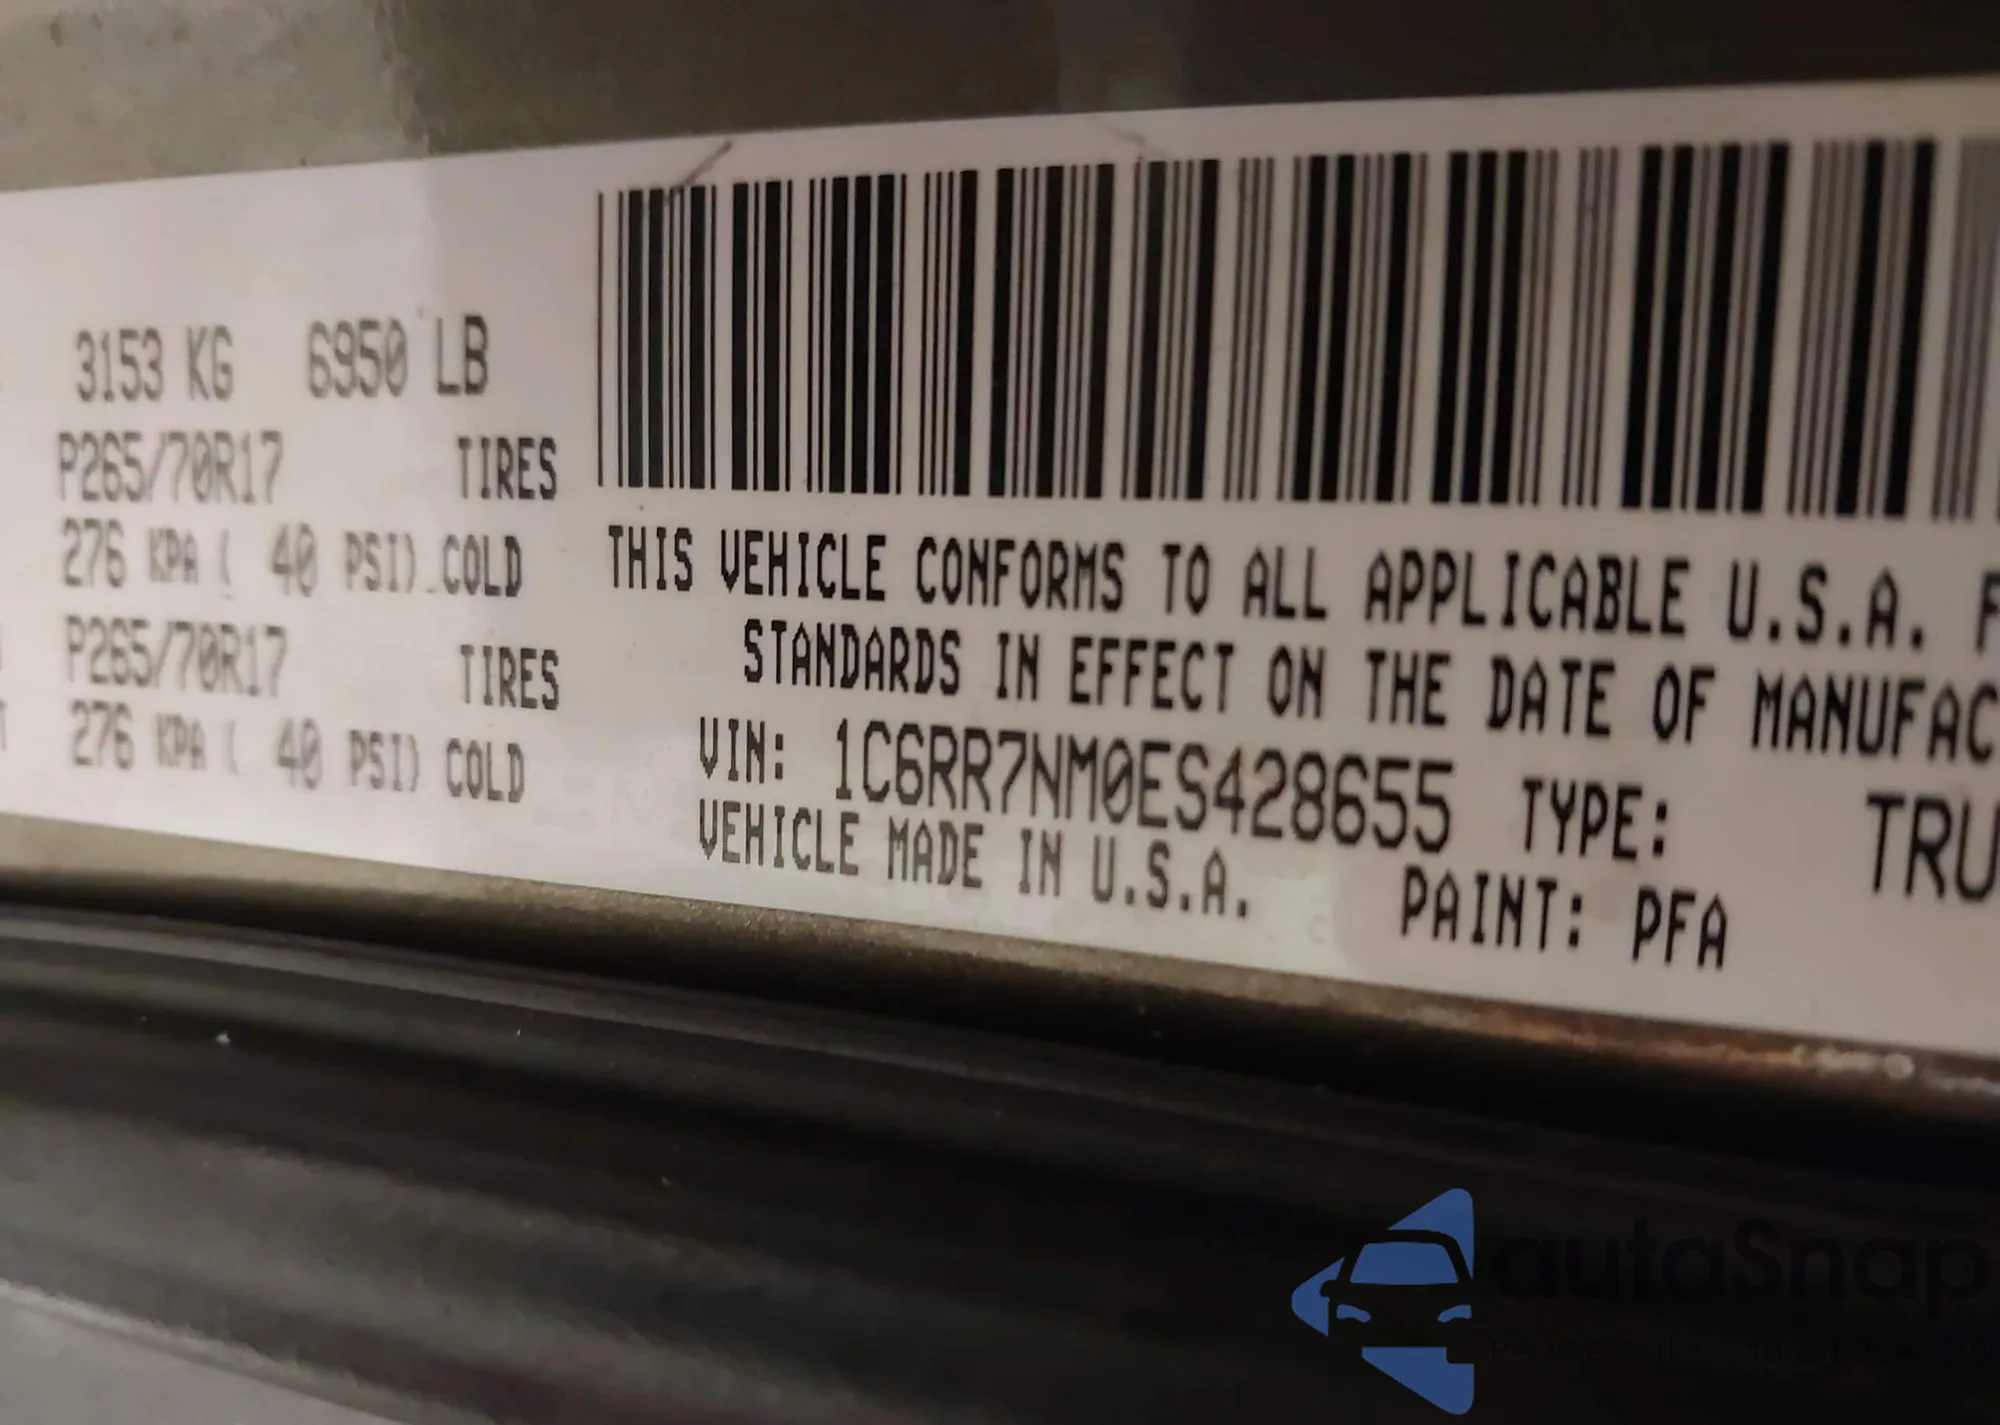 3153 KG 6950 LB
P265/70R17 TIRES
276 KPA ( 40 PSI) COLD
P265/70R17 TIRES
276 KPA ( 40 PSI) COLD
THIS VEHICLE CONFORMS TO ALL APPLICABLE U.S.A. F
STANDARDS IN EFFECT ON THE DATE OF MANUFAC
VIN: 1C6RR7NM0ES428655 TYPE: TRU
VEHICLE MADE IN U.S.A. PAINT: PFA
autaSnap